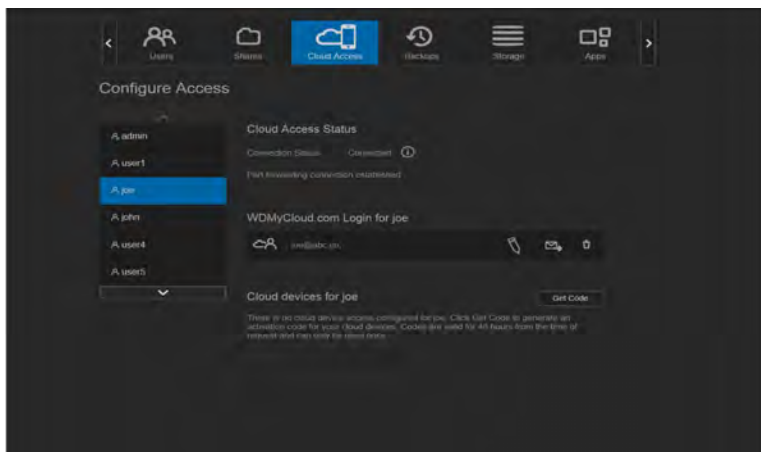 Users Shares Cloud Access Backups Storage Apps
Configure Access
admin
user1
joe
john
user4
user5
Cloud Access Status
Connection Status Connected
Port forwarding connection established
WDMyCloud.com Login for joe
Cloud devices for joe
Get Code
There is no cloud device access configured for joe. Click Get Code to generate an
activation code for your cloud devices. Codes are valid for 48 hours from the time of
request and can only be used once.